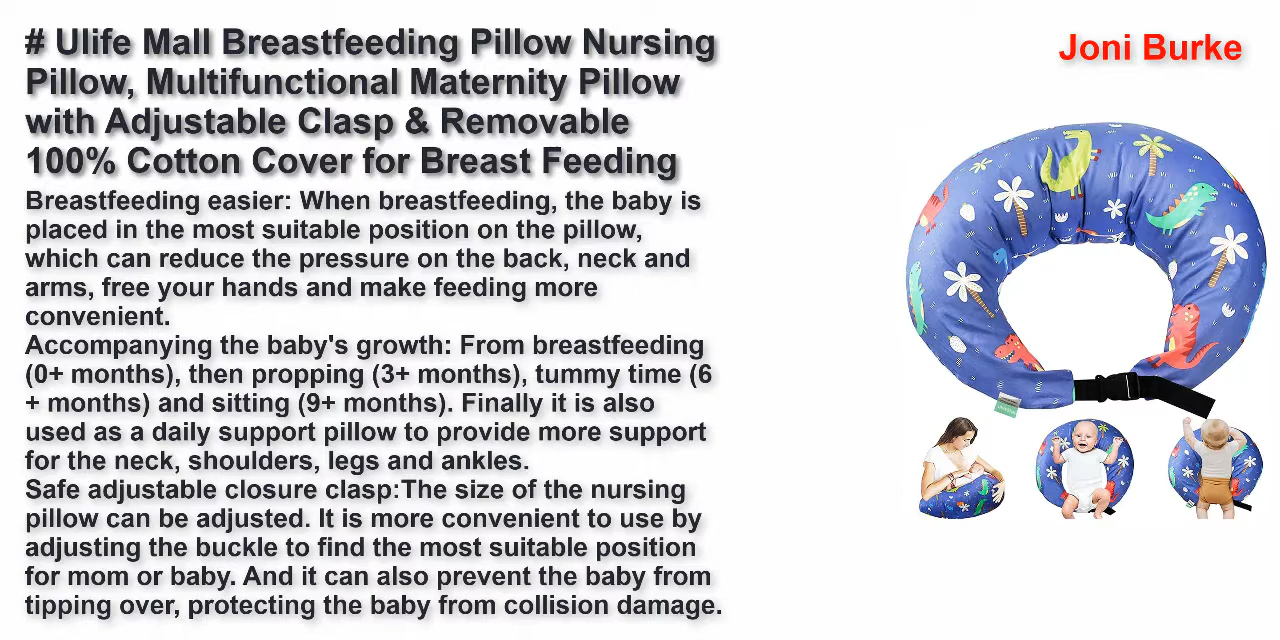 # Ulife Mall Breastfeeding Pillow Nursing
Pillow, Multifunctional Maternity Pillow
with Adjustable Clasp & Removable
100% Cotton Cover for Breast Feeding
Joni Burke
Breastfeeding easier: When breastfeeding, the baby is
placed in the most suitable position on the pillow,
which can reduce the pressure on the back, neck and
arms, free your hands and make feeding more
convenient.
Accompanying the baby's growth: From breastfeeding
(0+ months), then propping (3+ months), tummy time (6
+ months) and sitting (9+ months). Finally it is also
used as a daily support pillow to provide more support
for the neck, shoulders, legs and ankles.
Safe adjustable closure clasp:The size of the nursing
pillow can be adjusted. It is more convenient to use by
adjusting the buckle to find the most suitable position
for mom or baby. And it can also prevent the baby from
tipping over, protecting the baby from collision damage.